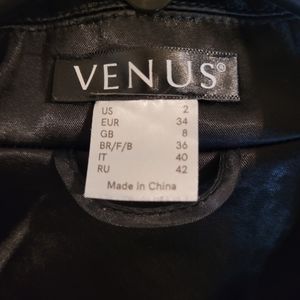 VENUS®
US 2
EUR 34
GB 8
BR/F/B 36
IT 40
RU 42
Made in China